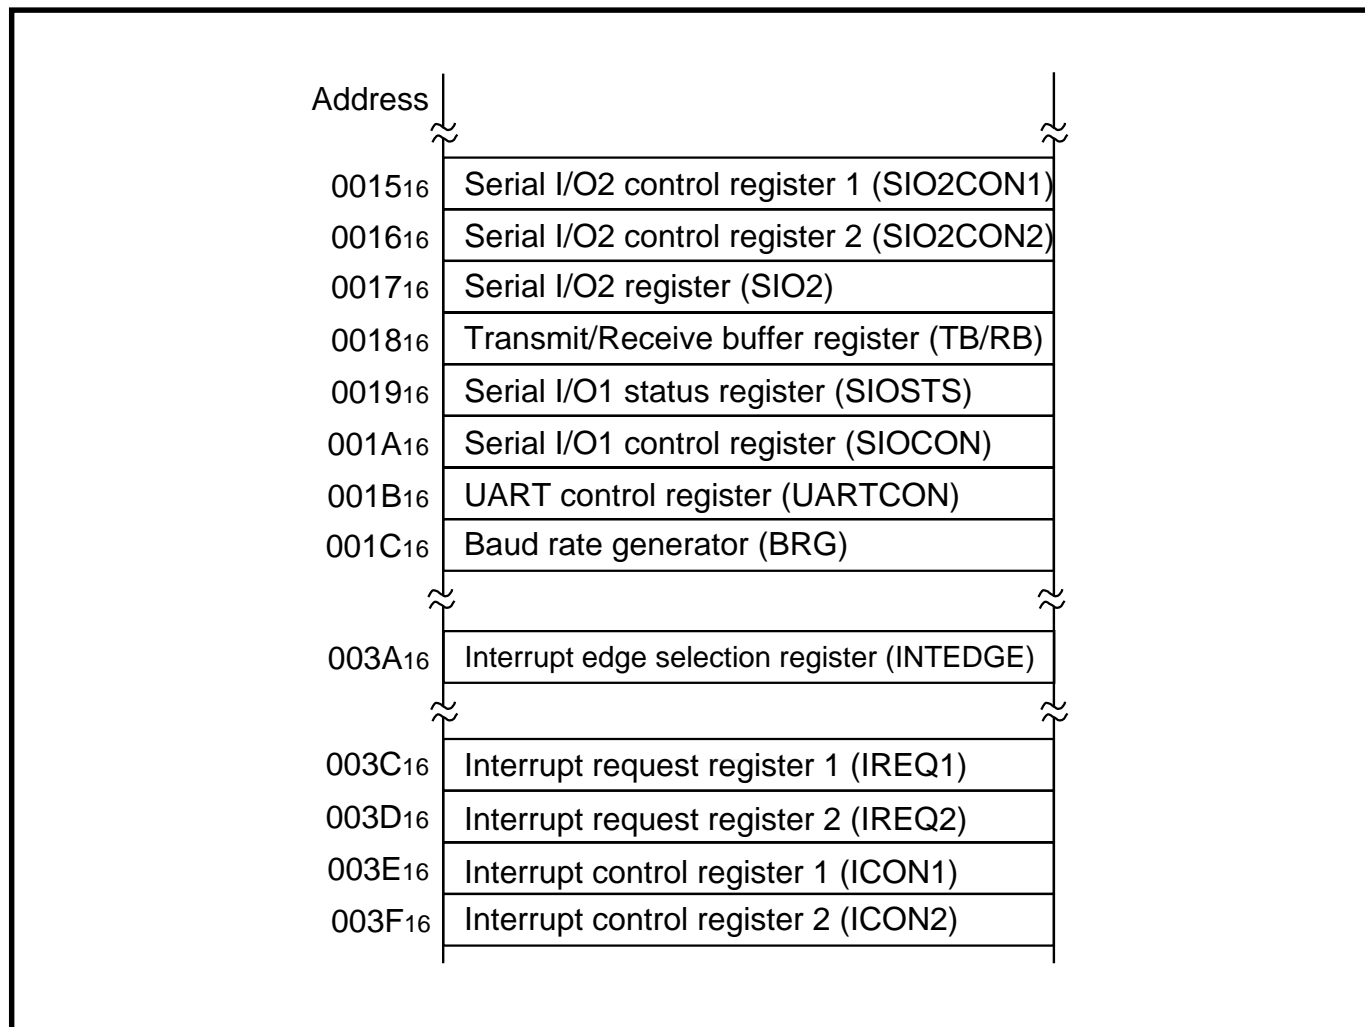 Address
0015₁₆ Serial I/O2 control register 1 (SIO2CON1)
0016₁₆ Serial I/O2 control register 2 (SIO2CON2)
0017₁₆ Serial I/O2 register (SIO2)
0018₁₆ Transmit/Receive buffer register (TB/RB)
0019₁₆ Serial I/O1 status register (SIOSTS)
001A₁₆ Serial I/O1 control register (SIOCON)
001B₁₆ UART control register (UARTCON)
001C₁₆ Baud rate generator (BRG)
003A₁₆ Interrupt edge selection register (INTEDGE)
003C₁₆ Interrupt request register 1 (IREQ1)
003D₁₆ Interrupt request register 2 (IREQ2)
003E₁₆ Interrupt control register 1 (ICON1)
003F₁₆ Interrupt control register 2 (ICON2)